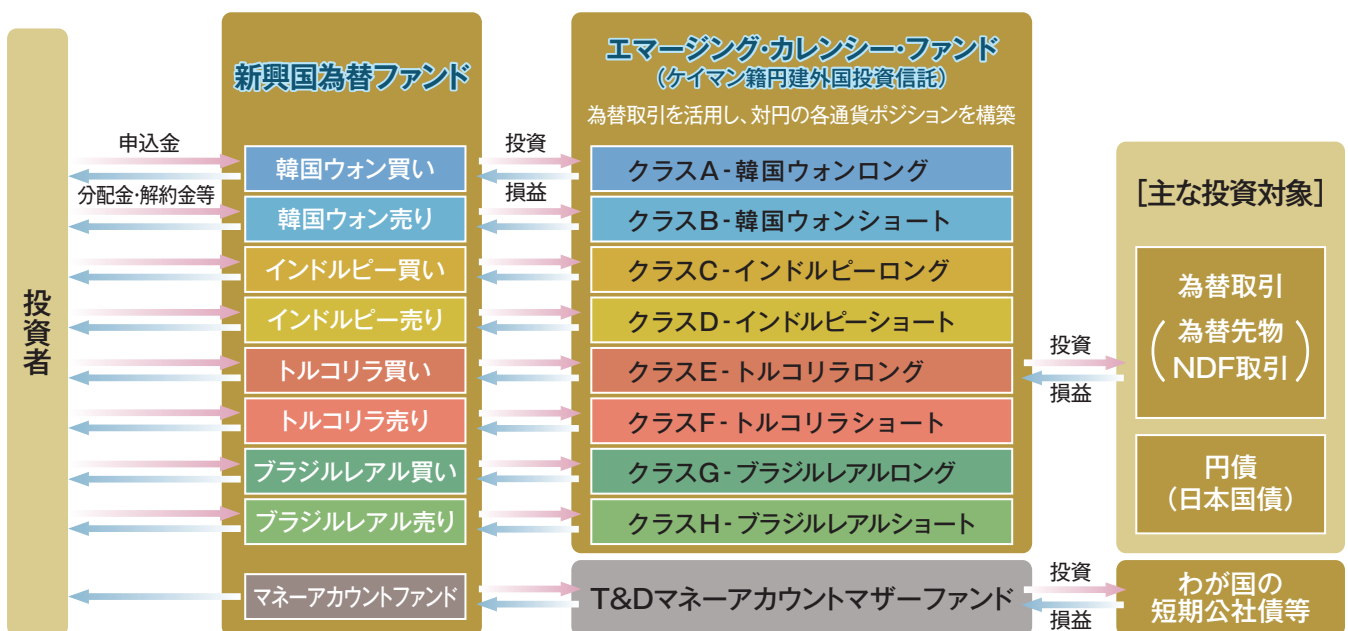 投資者
申込金
分配金・解約金等
新興国為替ファンド
韓国ウォン買い
韓国ウォン売り
インドルピー買い
インドルピー売り
トルコリラ買い
トルコリラ売り
ブラジルレアル買い
ブラジルレアル売り
マネーアカウントファンド
投資
損益
エマージング・カレンシー・ファンド
（ケイマン籍円建外国投資信託）
為替取引を活用し、対円の各通貨ポジションを構築
クラスA-韓国ウォンロング
クラスB-韓国ウォンショート
クラスC-インドルピーロング
クラスD-インドルピーショート
クラスE-トルコリラロング
クラスF-トルコリラショート
クラスG-ブラジルレアルロング
クラスH-ブラジルレアルショート
T&Dマネーアカウントマザーファンド
投資
損益
投資
損益
［主な投資対象］
為替取引
（為替先物
NDF取引）
円債
（日本国債）
わが国の
短期公社債等